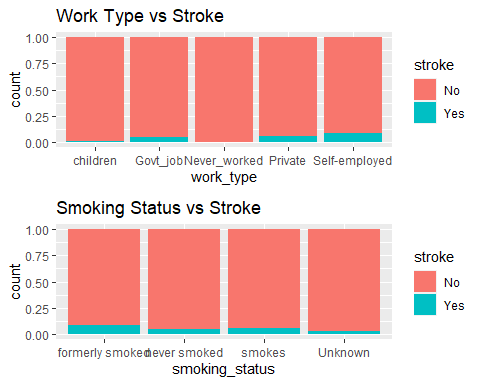 Work Type vs Stroke
1.00
0.75
0.50
0.25
0.00
count
children Govt_job Never_worked Private Self-employed
work_type
stroke
No
Yes
Smoking Status vs Stroke
1.00
0.75
0.50
0.25
0.00
count
formerly smoked never smoked smokes Unknown
smoking_status
stroke
No
Yes